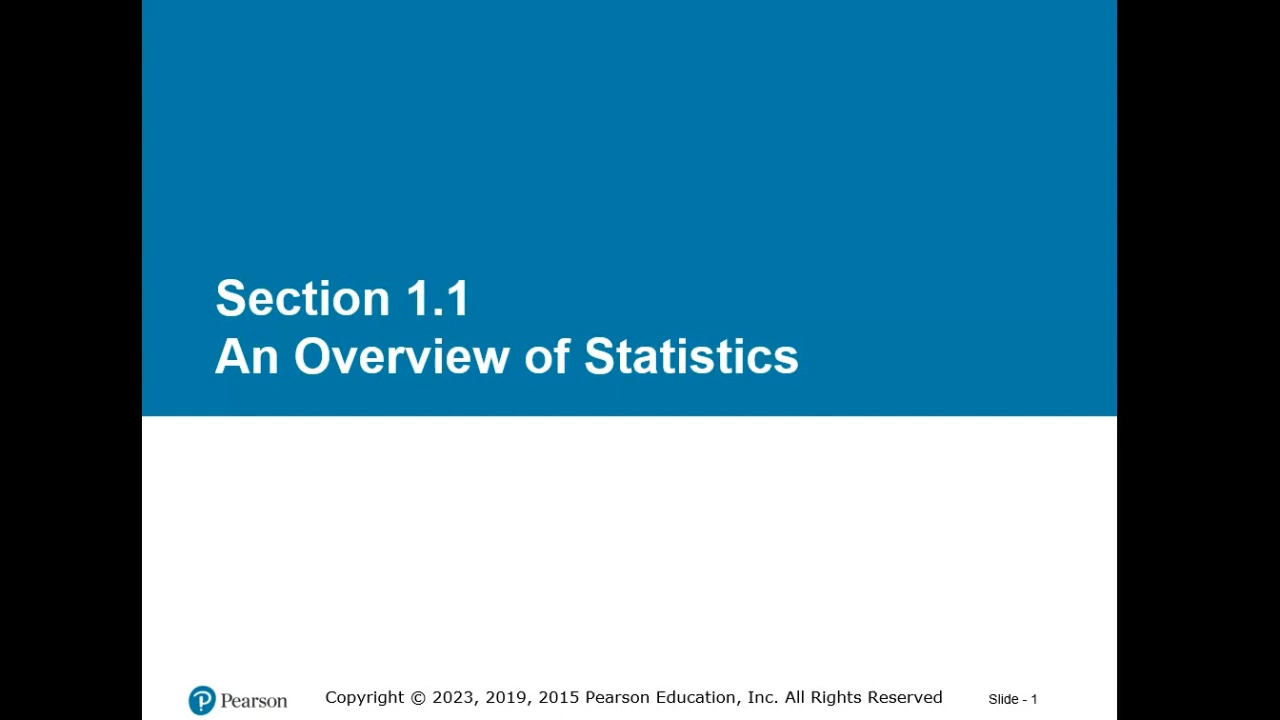 Section 1.1
An Overview of Statistics
Pearson
Copyright © 2023, 2019, 2015 Pearson Education, Inc. All Rights Reserved
Slide - 1